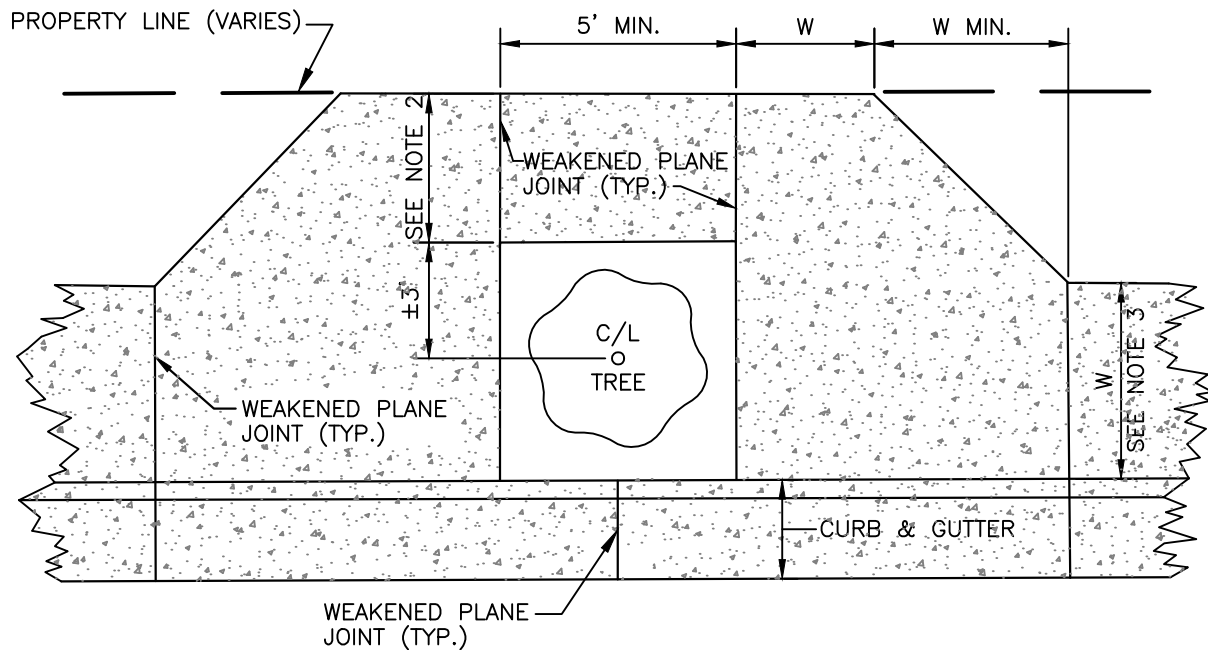 PROPERTY LINE (VARIES)
5' MIN.
W
W MIN.
SEE NOTE 2
WEAKENED PLANE
JOINT (TYP.)
±3'
C/L
TREE
W
SEE NOTE 3
WEAKENED PLANE
JOINT (TYP.)
CURB & GUTTER
WEAKENED PLANE
JOINT (TYP.)